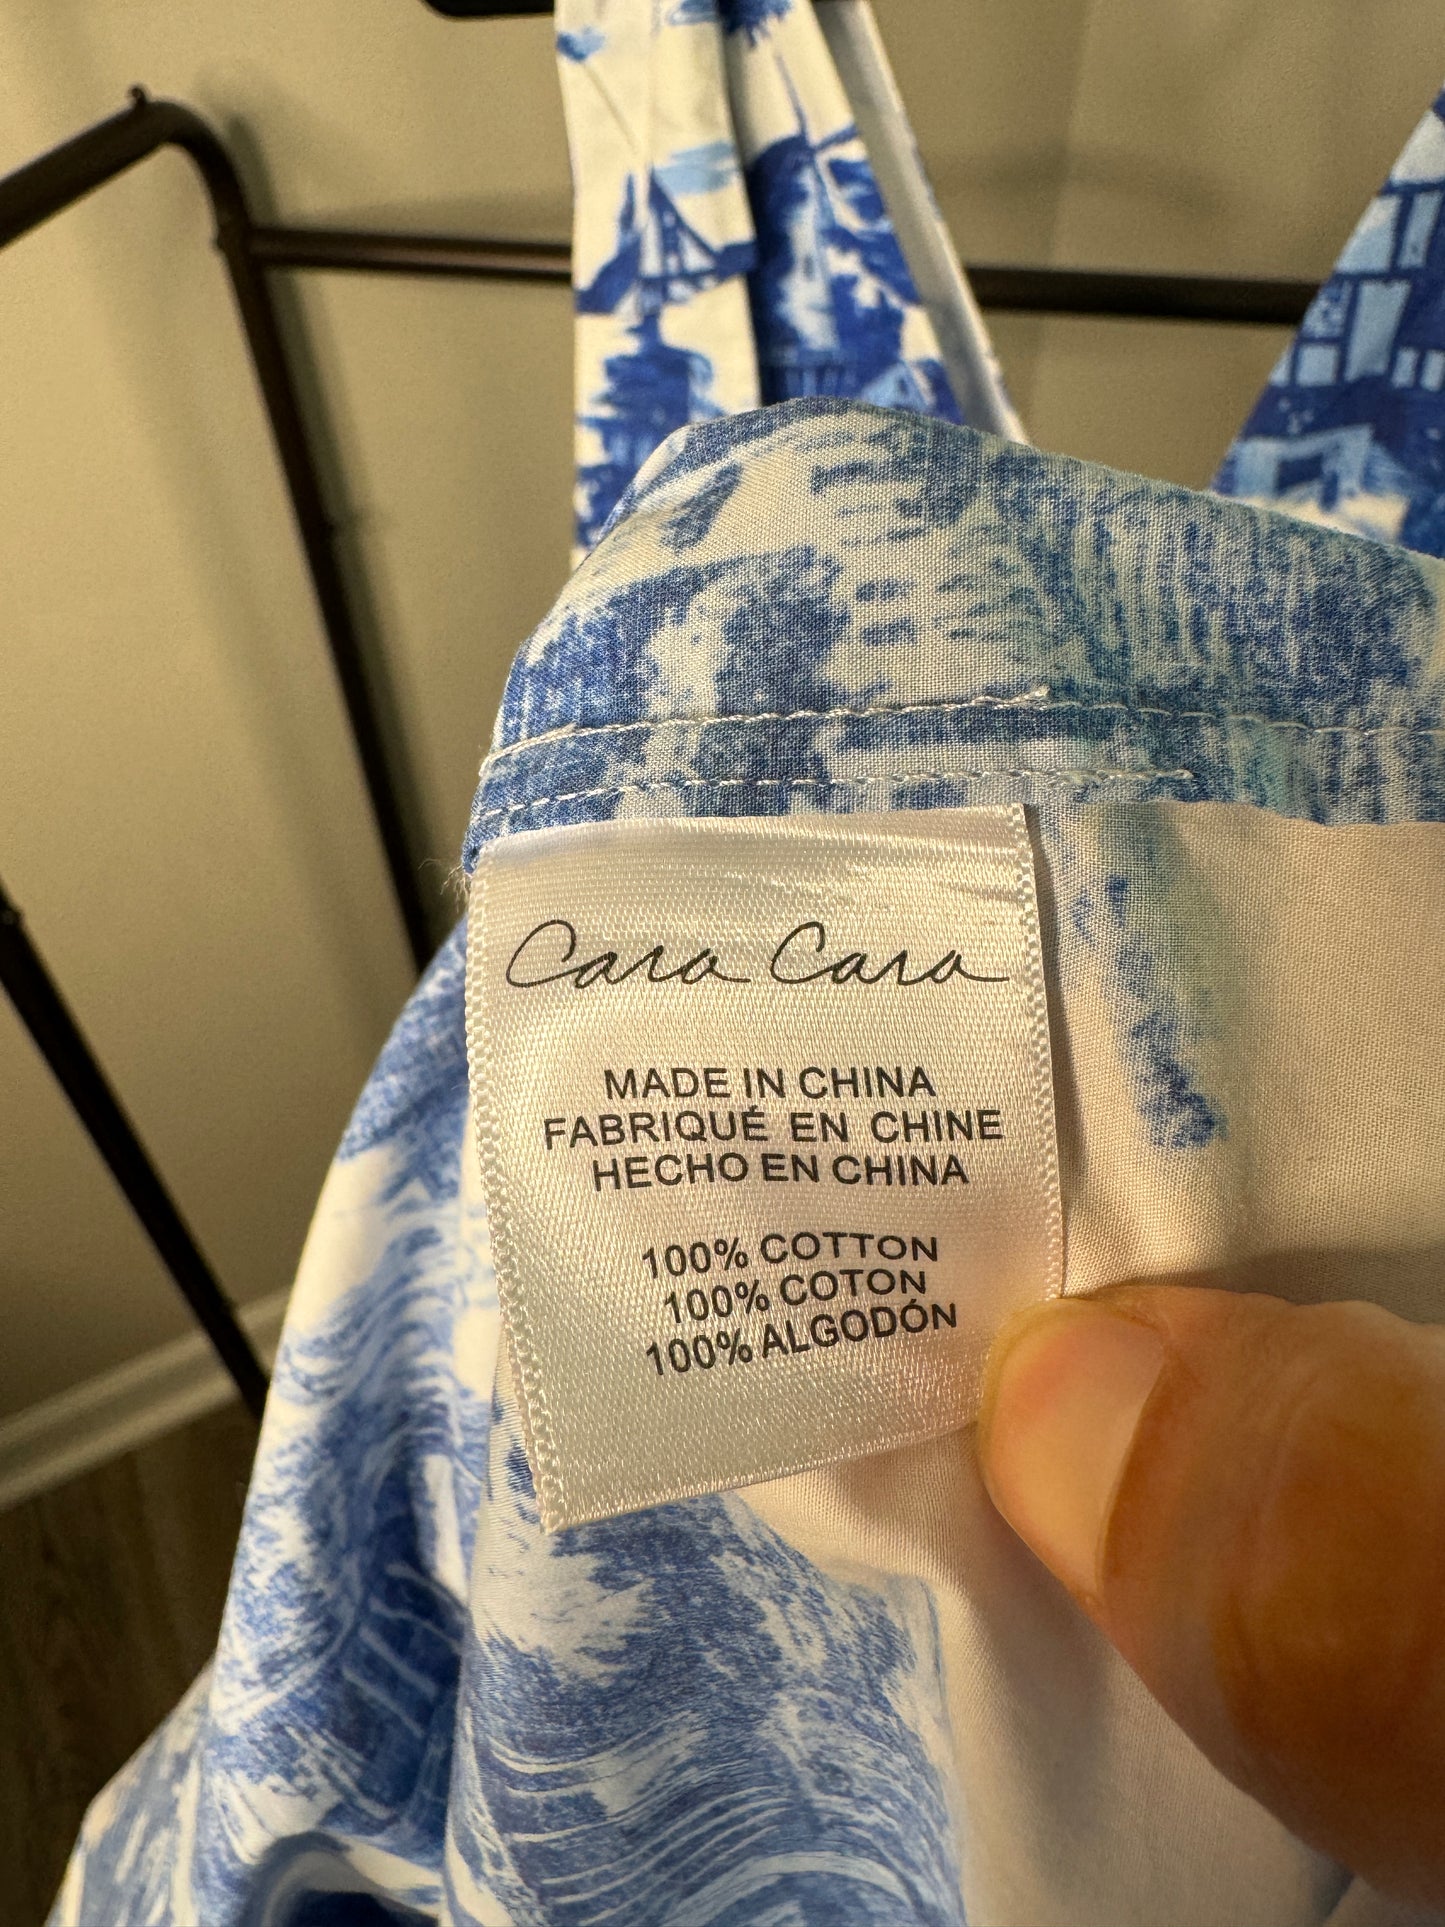 Cara Cara
MADE IN CHINA
FABRIQUÉ EN CHINE
HECHO EN CHINA
100% COTTON
100% COTON
100% ALGODÓN